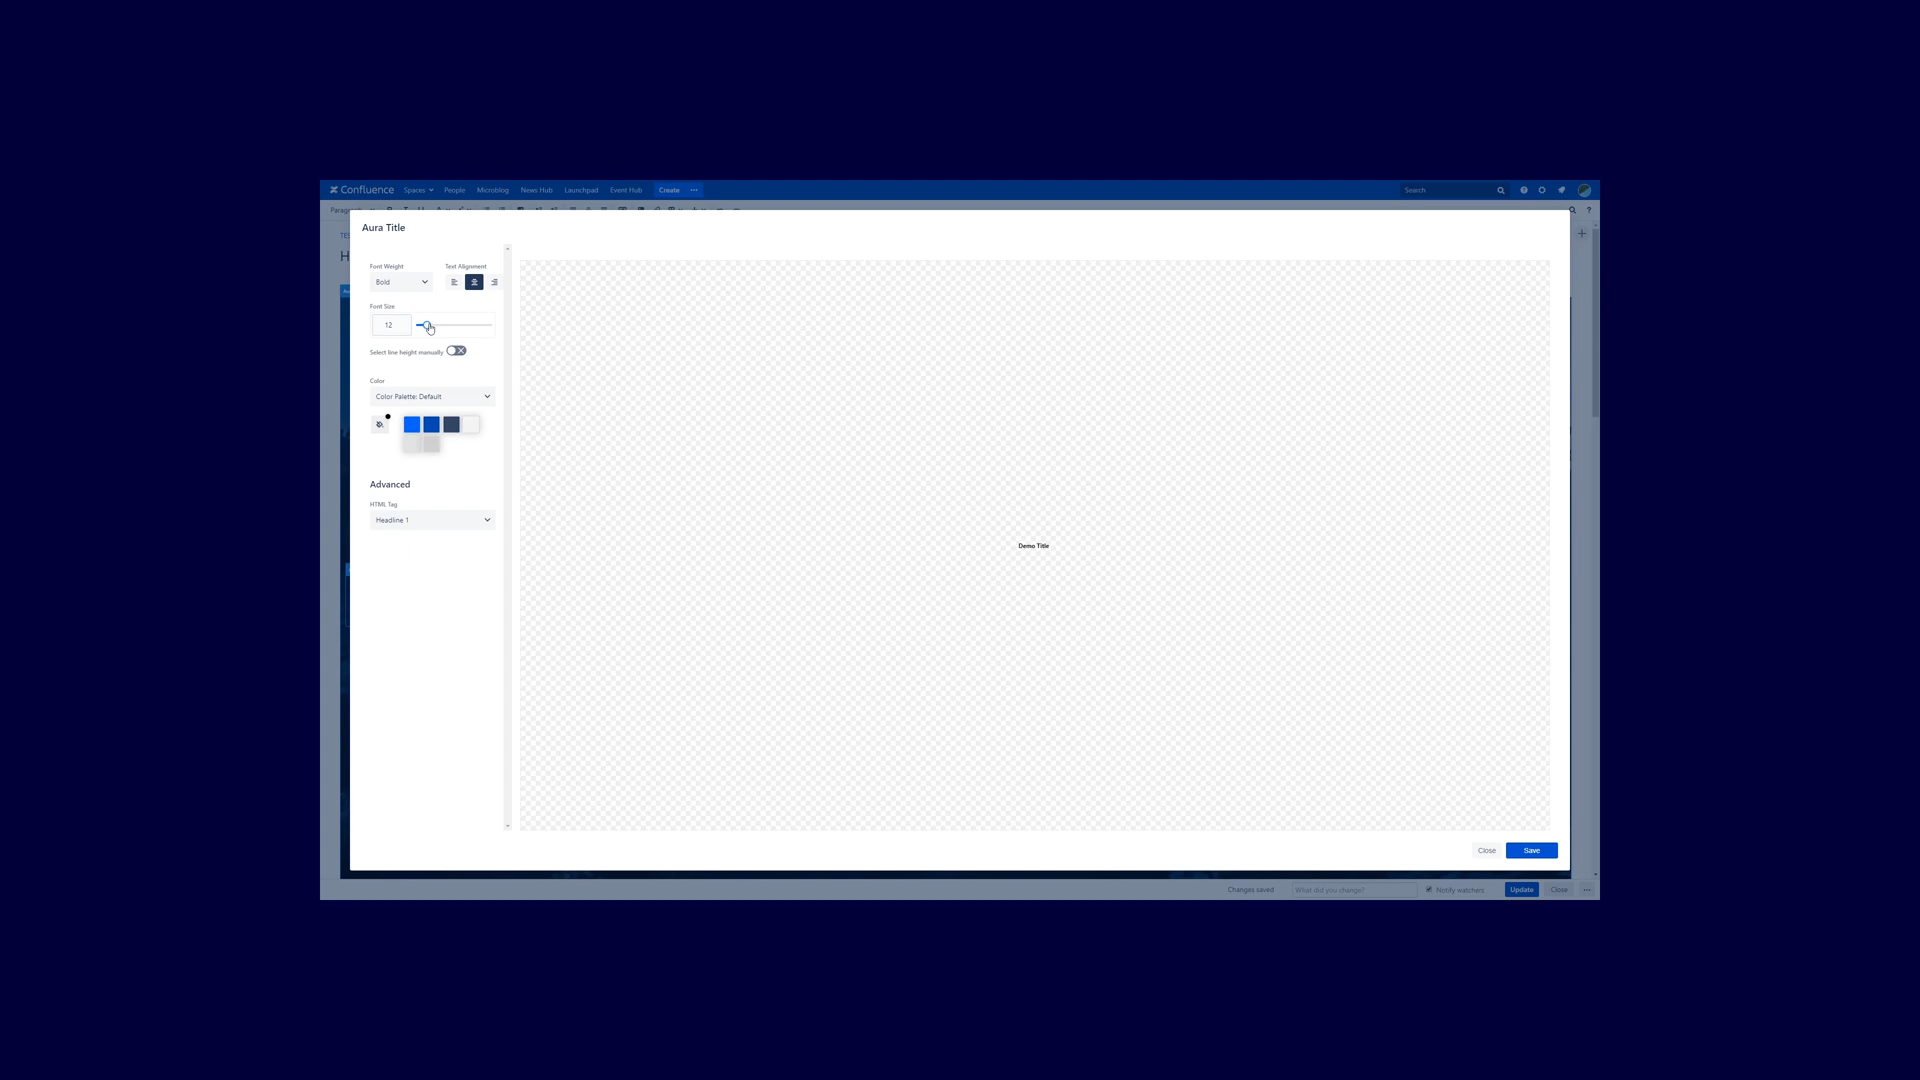 Confluence Spaces People Microblog News Hub Launchpad Event Hub Create ··· Search
Aura Title
Font Weight Text Alignment
Bold
Font Size
12
Select line height manually
Color
Color Palette: Default
Advanced
HTML Tag
Headline 1
Demo Title
Close Save
Changes saved What did you change? Notify watchers Update Close ···